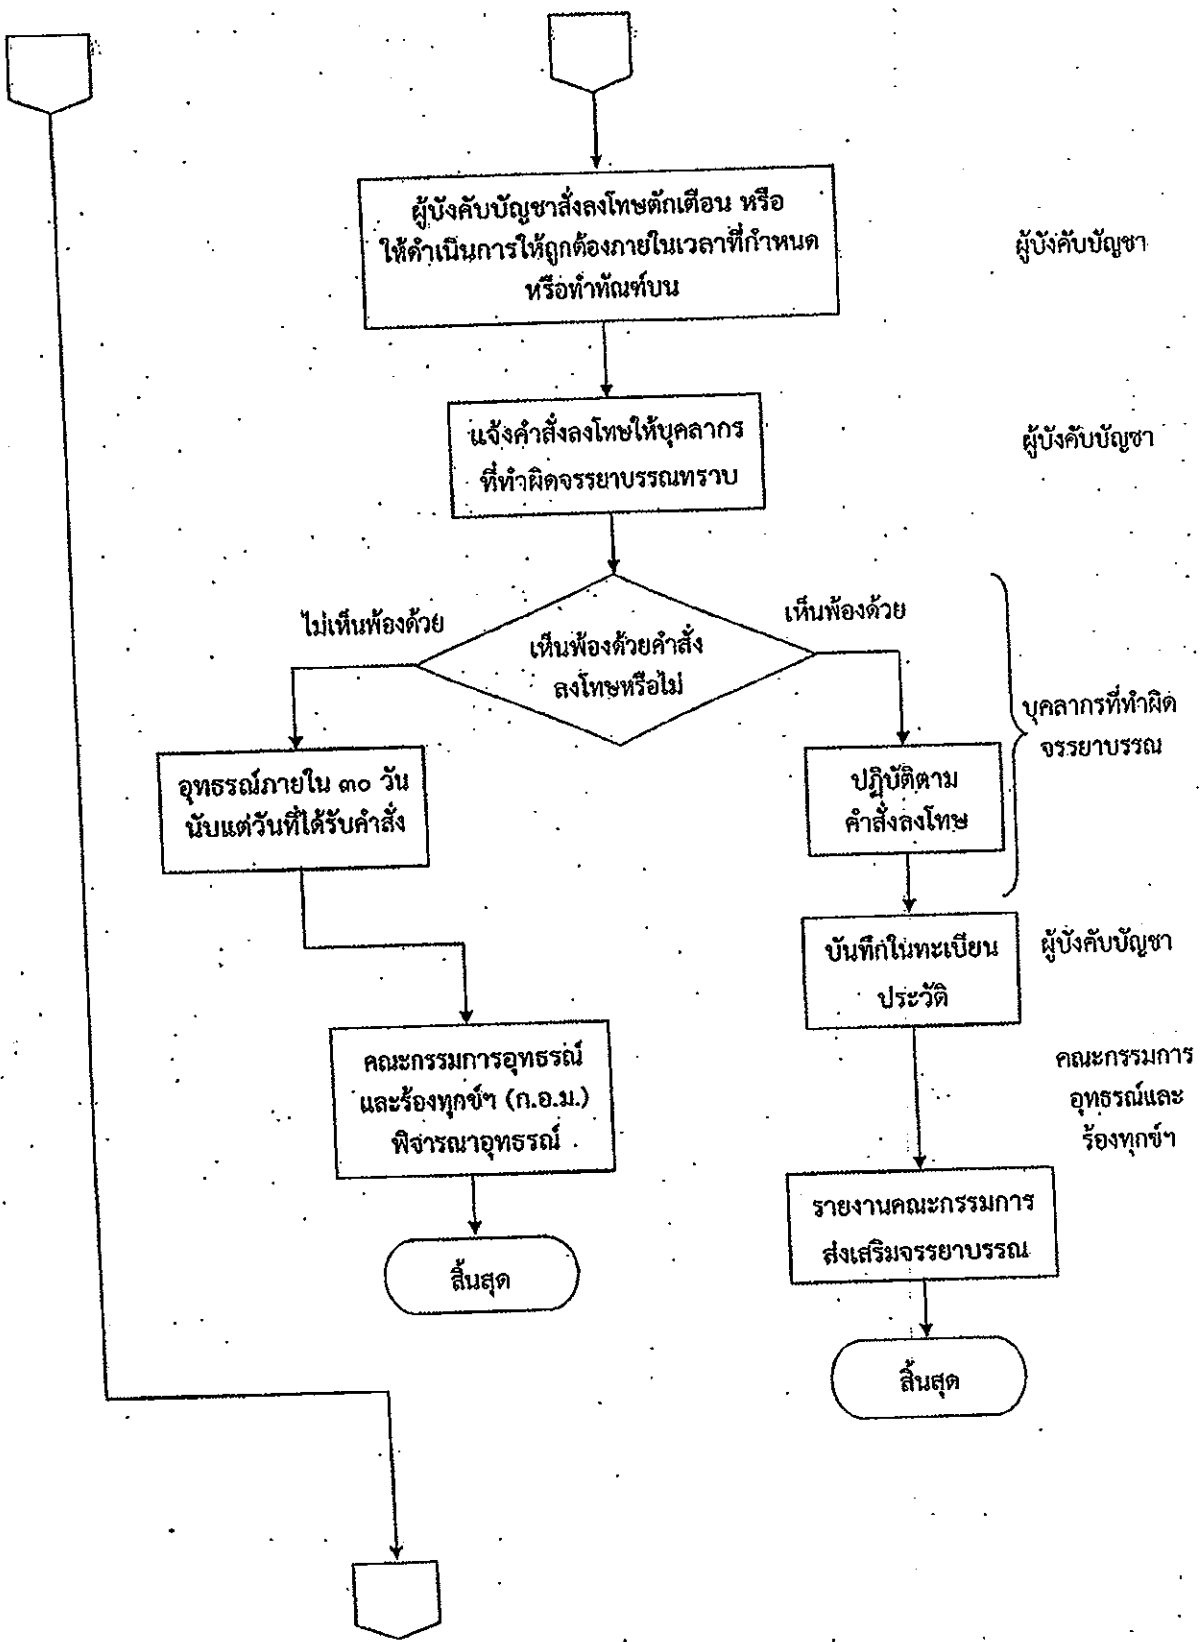 ผู้บังคับบัญชาสั่งลงโทษตักเตือน หรือ
ให้ดำเนินการให้ถูกต้องภายในเวลาที่กำหนด
หรือทำทัณฑ์บน
ผู้บังคับบัญชา
แจ้งคำสั่งลงโทษให้บุคลากร
ที่ทำผิดจรรยาบรรณทราบ
ผู้บังคับบัญชา
ไม่เห็นพ้องด้วย
เห็นพ้องด้วย
เห็นพ้องด้วยคำสั่ง
ลงโทษหรือไม่
บุคลากรที่ทำผิด
จรรยาบรรณ
อุทธรณ์ภายใน ๓๐ วัน
นับแต่วันที่ได้รับคำสั่ง
ปฏิบัติตาม
คำสั่งลงโทษ
บันทึกในทะเบียน
ประวัติ
ผู้บังคับบัญชา
คณะกรรมการอุทธรณ์
และร้องทุกข์ฯ (ก.อ.ม.)
พิจารณาอุทธรณ์
คณะกรรมการ
อุทธรณ์และ
ร้องทุกข์ฯ
รายงานคณะกรรมการ
ส่งเสริมจรรยาบรรณ
สิ้นสุด
สิ้นสุด